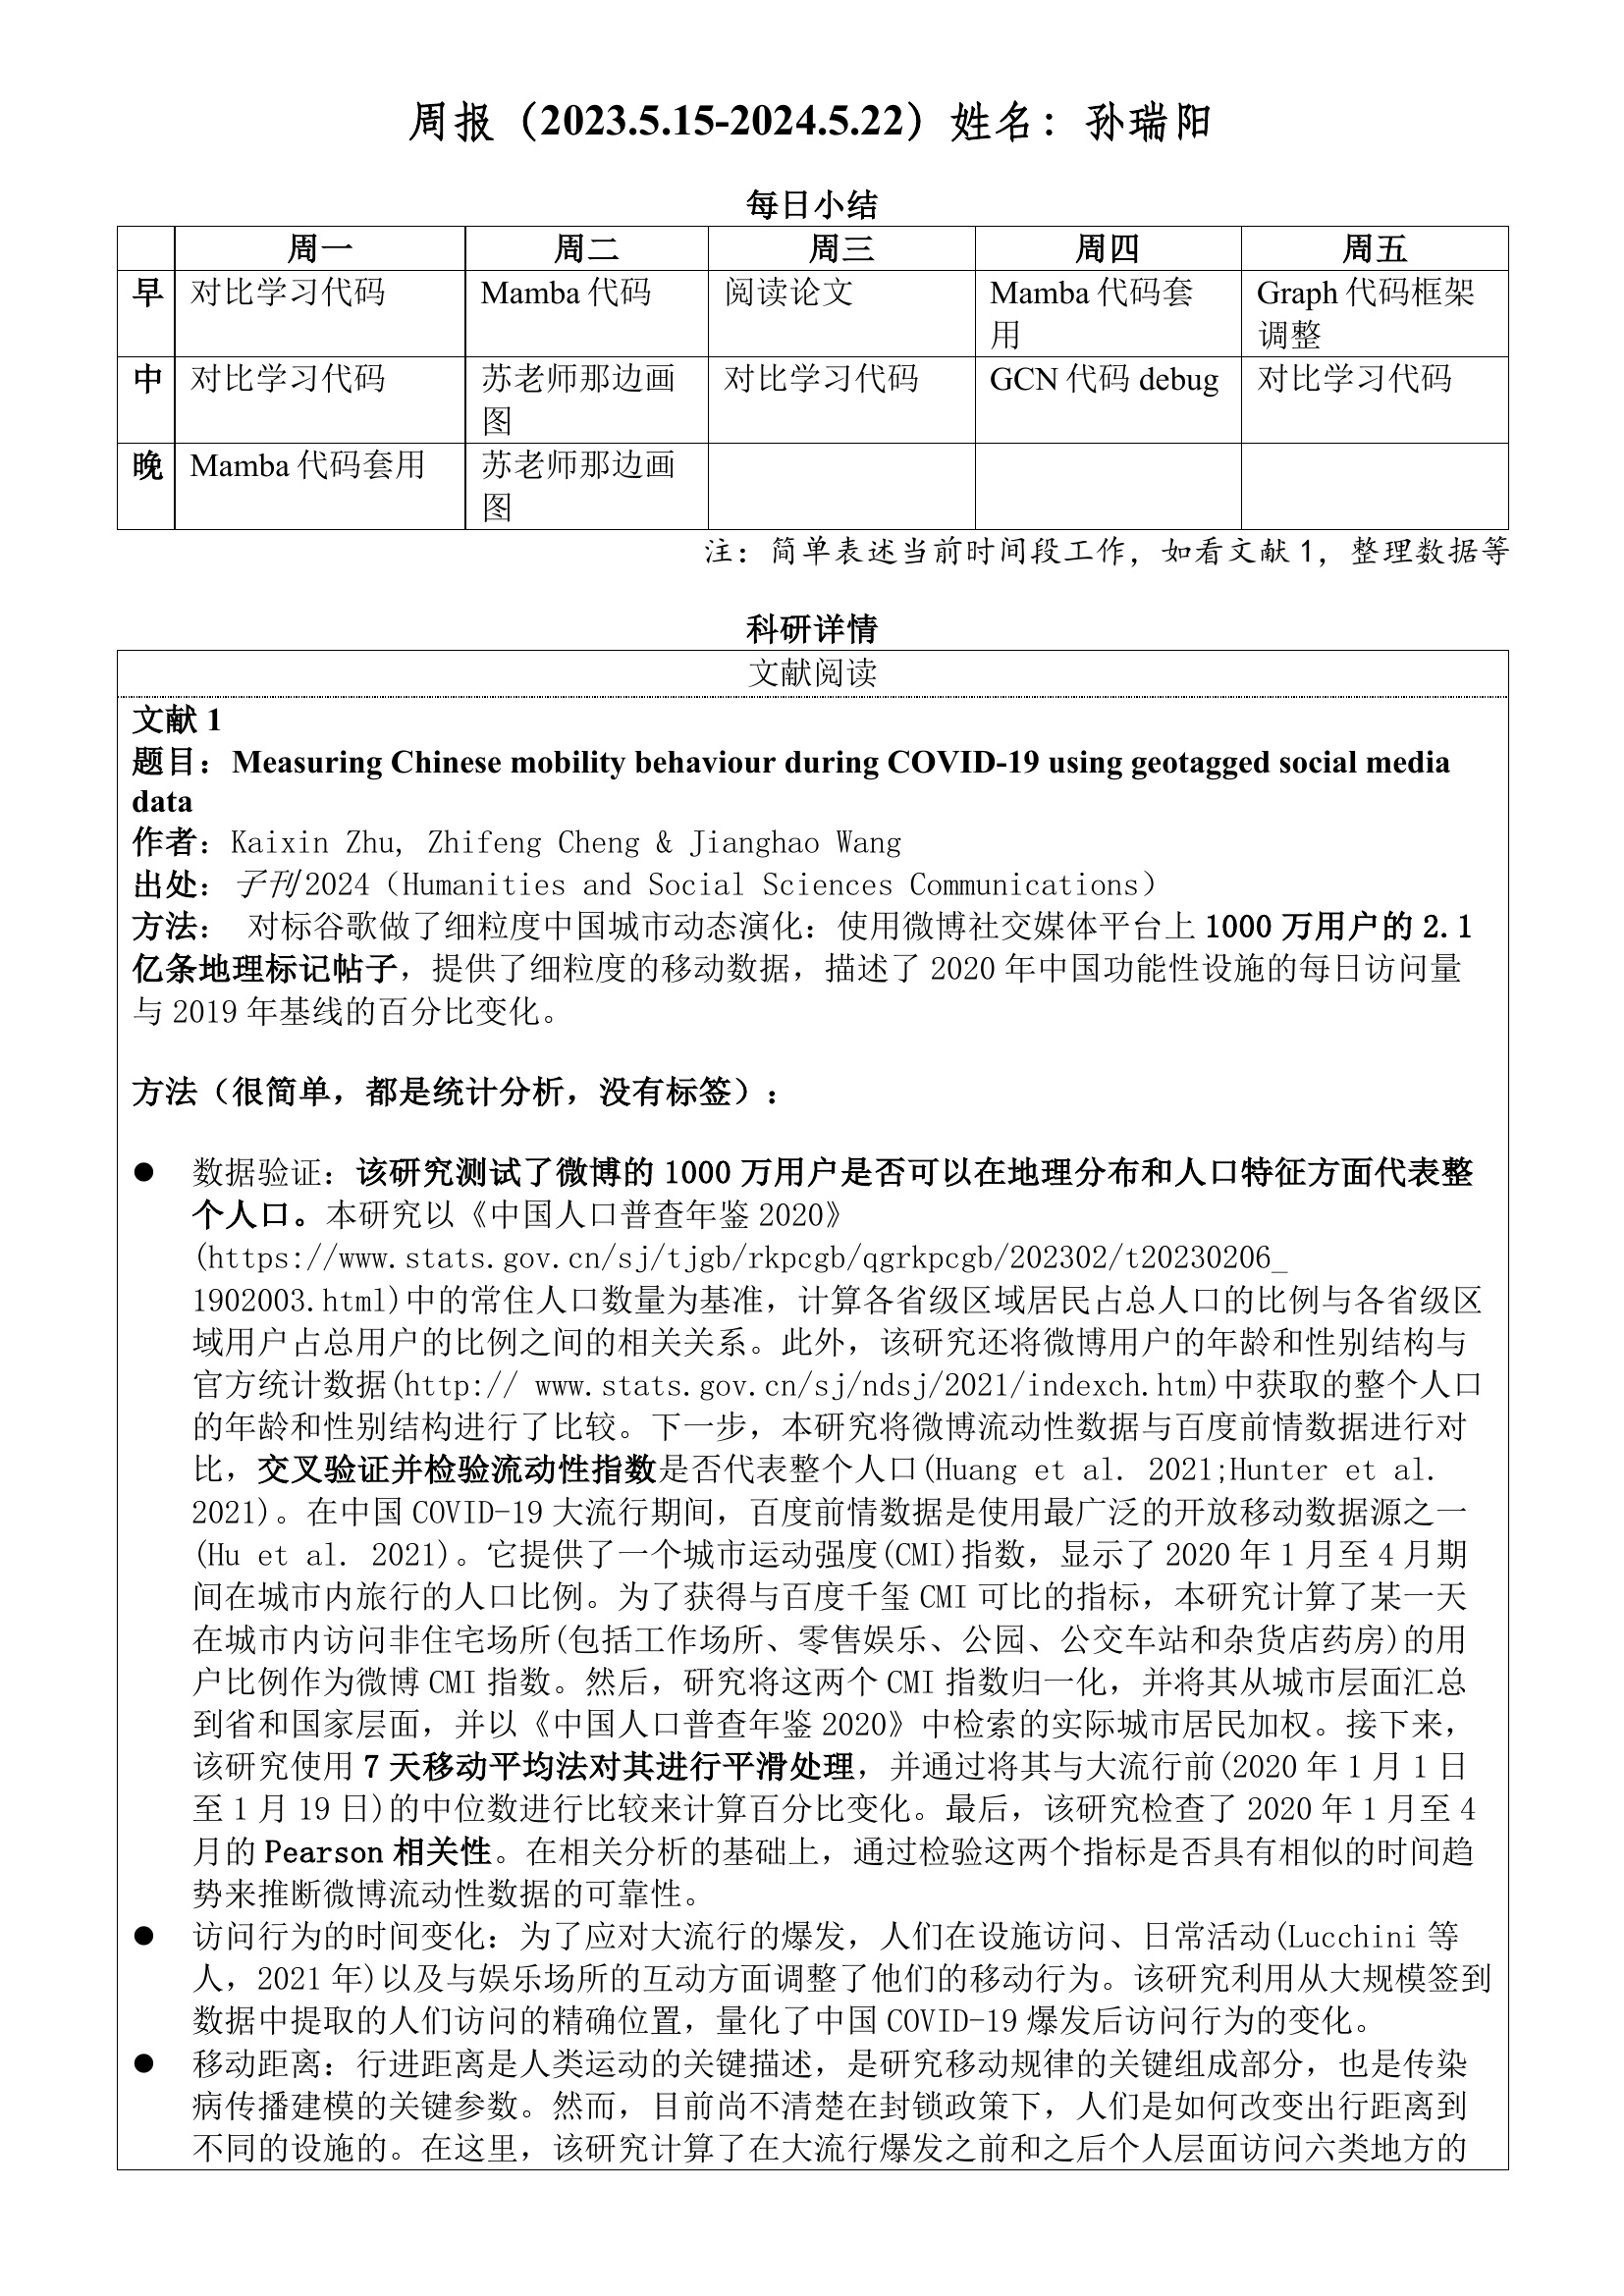 周报（2023.5.15-2024.5.22）姓名：孙瑞阳
每日小结
周一 周二 周三 周四 周五
早 对比学习代码 Mamba 代码 阅读论文 Mamba 代码套用 Graph 代码框架调整
中 对比学习代码 苏老师那边画图 对比学习代码 GCN 代码 debug 对比学习代码
晚 Mamba 代码套用 苏老师那边画图
注：简单表述当前时间段工作，如看文献 1，整理数据等
科研详情
文献阅读
文献 1
题目：Measuring Chinese mobility behaviour during COVID-19 using geotagged social media
data
作者：Kaixin Zhu, Zhifeng Cheng & Jianghao Wang
出处：子刊 2024（Humanities and Social Sciences Communications）
方法： 对标谷歌做了细粒度中国城市动态演化：使用微博社交媒体平台上 1000 万用户的 2.1
亿条地理标记帖子，提供了细粒度的移动数据，描述了 2020 年中国功能性设施的每日访问量
与 2019 年基线的百分比变化。
方法（很简单，都是统计分析，没有标签）：
● 数据验证：该研究测试了微博的 1000 万用户是否可以在地理分布和人口特征方面代表整
个人口。本研究以《中国人口普查年鉴 2020》
(https://www.stats.gov.cn/sj/tjgb/rkpcgb/qgrkpcgb/202302/t20230206_
1902003.html)中的常住人口数量为基准，计算各省级区域居民占总人口的比例与各省级区
域用户占总用户的比例之间的相关关系。此外，该研究还将微博用户的年龄和性别结构与
官方统计数据(http:// www.stats.gov.cn/sj/ndsj/2021/indexch.htm)中获取的整个人口
的年龄和性别结构进行了比较。下一步，本研究将微博流动性数据与百度前情数据进行对
比，交叉验证并检验流动性指数是否代表整个人口(Huang et al. 2021;Hunter et al.
2021)。在中国 COVID-19 大流行期间，百度前情数据是使用最广泛的开放移动数据源之一
(Hu et al. 2021)。它提供了一个城市运动强度(CMI)指数，显示了 2020 年 1 月至 4 月期
间在城市内旅行的人口比例。为了获得与百度千玺 CMI 可比的指标，本研究计算了某一天
在城市内访问非住宅场所(包括工作场所、零售娱乐、公园、公交车站和杂货店药房)的用
户比例作为微博 CMI 指数。然后，研究将这两个 CMI 指数归一化，并将其从城市层面汇总
到省和国家层面，并以《中国人口普查年鉴 2020》中检索的实际城市居民加权。接下来，
该研究使用 7 天移动平均法对其进行平滑处理，并通过将其与大流行前(2020 年 1 月 1 日
至 1 月 19 日)的中位数进行比较来计算百分比变化。最后，该研究检查了 2020 年 1 月至 4
月的 Pearson 相关性。在相关分析的基础上，通过检验这两个指标是否具有相似的时间趋
势来推断微博流动性数据的可靠性。
● 访问行为的时间变化：为了应对大流行的爆发，人们在设施访问、日常活动(Lucchini 等
人，2021 年)以及与娱乐场所的互动方面调整了他们的移动行为。该研究利用从大规模签到
数据中提取的人们访问的精确位置，量化了中国 COVID-19 爆发后访问行为的变化。
● 移动距离：行进距离是人类运动的关键描述，是研究移动规律的关键组成部分，也是传染
病传播建模的关键参数。然而，目前尚不清楚在封锁政策下，人们是如何改变出行距离到
不同的设施的。在这里，该研究计算了在大流行爆发之前和之后个人层面访问六类地方的